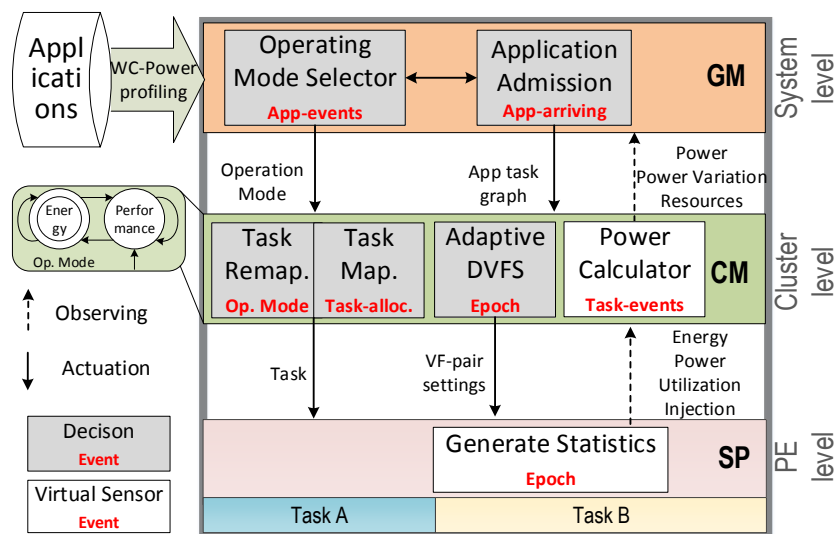 Appl
icati
ons
WC-Power
profiling
Operating
Mode Selector
App-events
Application
Admission
App-arriving
GM
System
level
Operation
Mode
App task
graph
Power
Power Variation
Resources
Ener
gy
Perfor
mance
Op. Mode
Task
Remap.
Op. Mode
Task
Map.
Task-alloc.
Adaptive
DVFS
Epoch
Power
Calculator
Task-events
CM
Cluster
level
Observing
Actuation
Task
VF-pair
settings
Energy
Power
Utilization
Injection
Decison
Event
Virtual Sensor
Event
Generate Statistics
Epoch
SP
PE
level
Task A
Task B